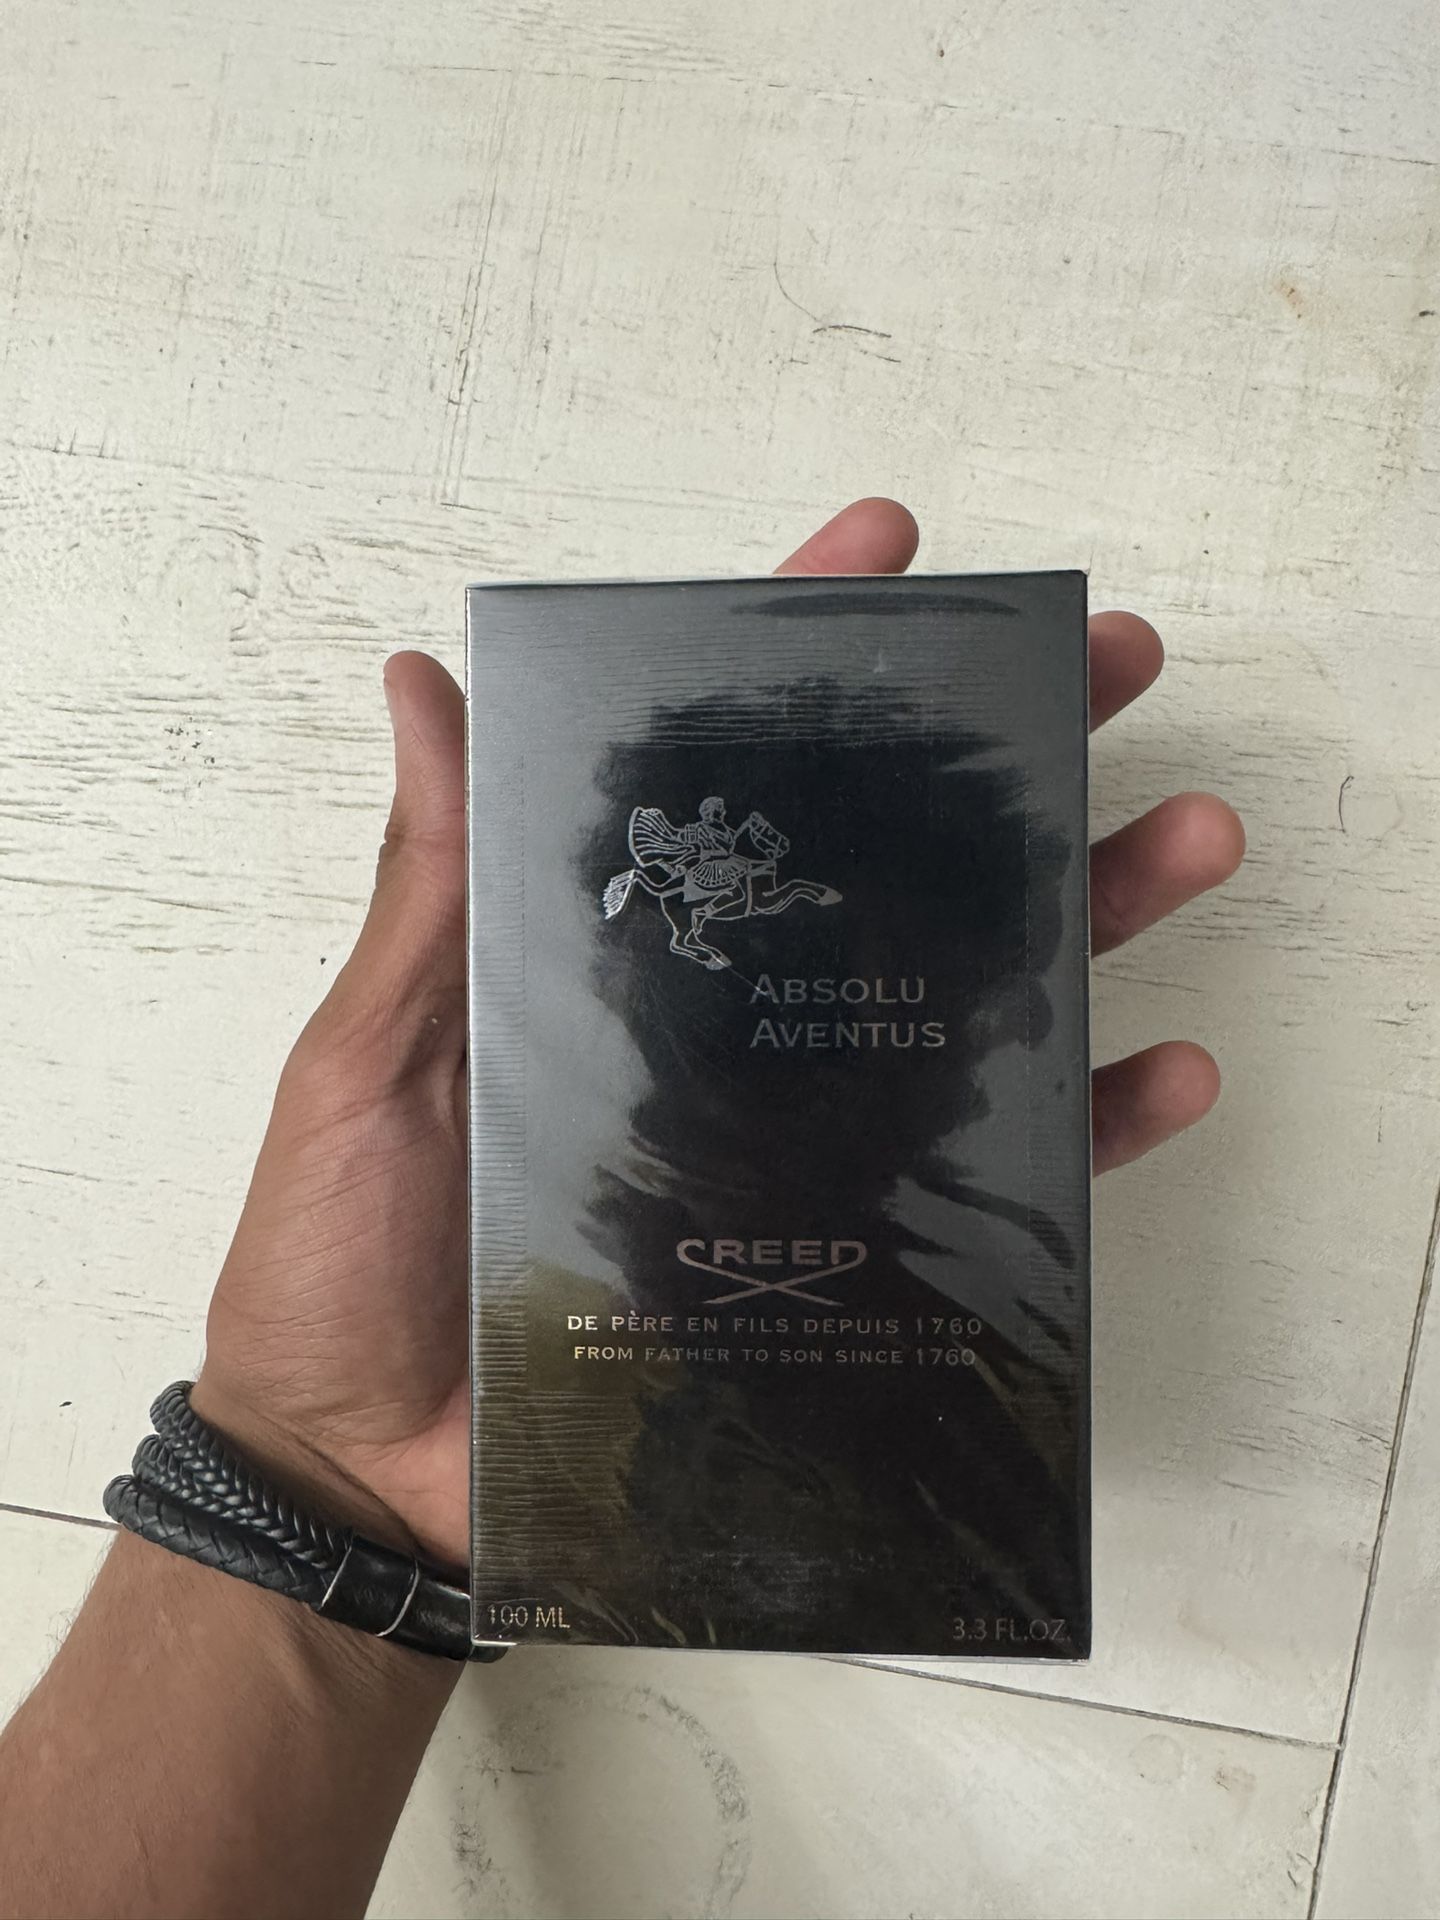 ABSOLU
AVENTUS
CREED
DE PÈRE EN FILS DEPUIS 1760
FROM FATHER TO SON SINCE 1760
100 ML
3.3 FL.OZ.